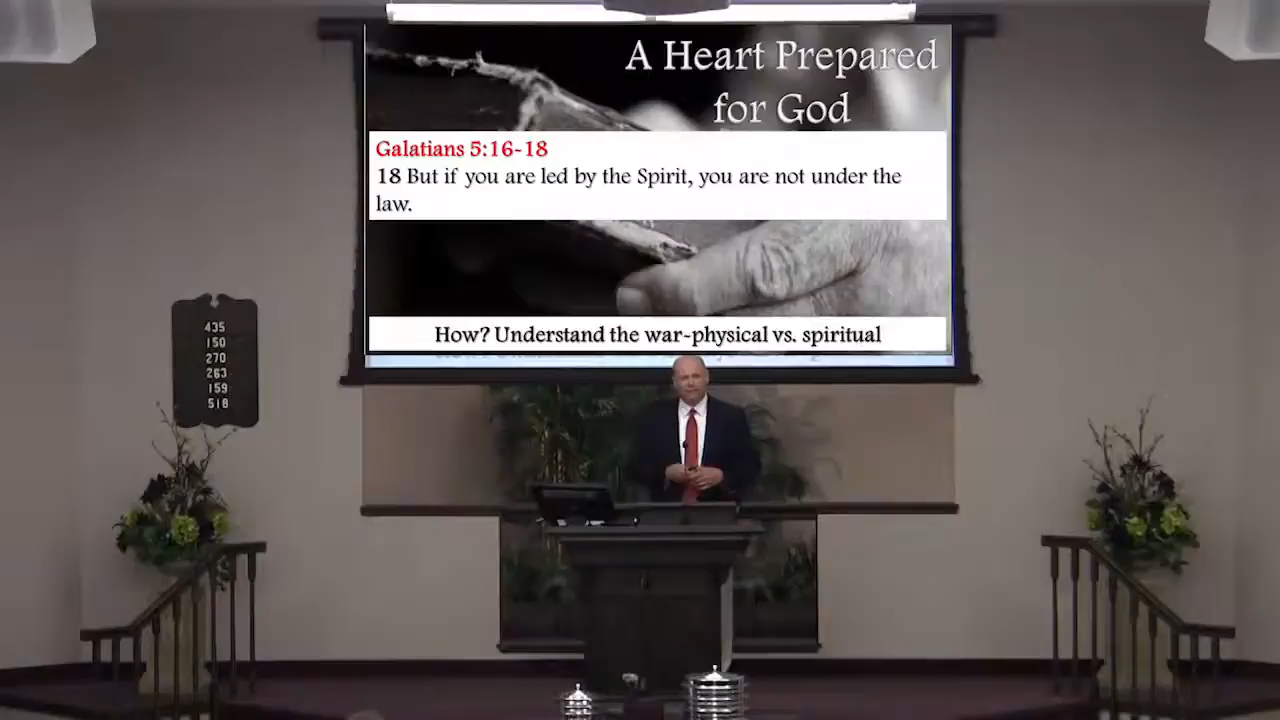 A Heart Prepared
for God
Galatians 5:16-18
18 But if you are led by the Spirit, you are not under the
law.
How? Understand the war-physical vs. spiritual
435
150
270
263
159
518